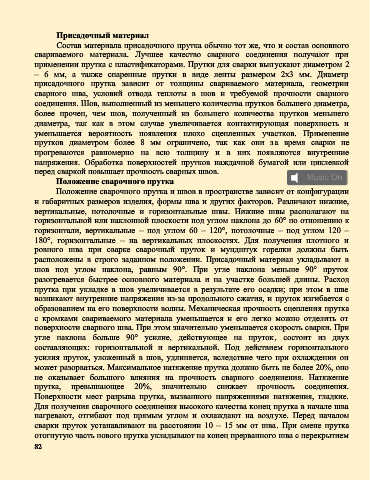 Присадочный материал
Состав материала присадочного прутка обычно тот же, что и состав основного
свариваемого материала. Лучшее качество сварного соединения получают при
применении прутка с пластификаторами. Прутки для сварки выпускают диаметром 2
– 6 мм, а также спаренные прутки в виде ленты размером 2х3 мм. Диаметр
присадочного прутка зависит от толщины свариваемого материала, геометрии
сварного шва, условий отвода теплоты в шов и требуемой прочности сварного
соединения. Шов, выполненный из меньшего количества прутков большего диаметра,
более прочен, чем шов, полученный из большего количества прутков меньшего
диаметра, так как в этом случае увеличивается контактирующая поверхность и
уменьшается вероятность появления плохо сцепленных участков. Применение
прутков диаметром более 8 мм ограничено, так как они за время сварки не
прогреваются равномерно на всю толщину и в них появляются внутренние
напряжения. Обработка поверхностей прутков наждачной бумагой или циклевкой
перед сваркой повышает прочность сварных швов.
Music On
Положение сварочного прутка
Положение сварочного прутка и швов в пространстве зависит от конфигурации
и габаритных размеров изделия, формы шва и других факторов. Различают нижние,
вертикальные, потолочные и горизонтальные швы. Нижние швы располагают на
горизонтальной или наклонной плоскости под углом наклона до 60° по отношению к
горизонтали, вертикальные – под углом 60 – 120°, потолочные – под углом 120 –
180°, горизонтальные – на вертикальных плоскостях. Для получения плотного и
ровного шва при сварке сварочный пруток и мундштук горелки должны быть
расположены в строго заданном положении. Присадочный материал укладывают в
шов под углом наклона, равным 90°. При угле наклона меньше 90° пруток
разогревается быстрее основного материала и на участке большей длины. Расход
прутка при укладке в шов увеличивается в результате его осадки; при этом в шве
возникают внутренние напряжения из-за продольного сжатия, и пруток изгибается с
образованием на его поверхности волны. Механическая прочность сцепления прутка
с кромками свариваемого материала уменьшается и его легко можно отделить от
поверхности сварного шва. При этом значительно уменьшается скорость сварки. При
угле наклона больше 90° усилие, действующее на пруток, состоит из двух
составляющих: горизонтальной и вертикальной. Под действием горизонтального
усилия пруток, уложенный в шов, удлиняется, вследствие чего при охлаждении он
может разорваться. Максимальное натяжение прутка должно быть не более 20%, оно
не оказывает большого влияния на прочность сварного соединения. Натяжение
прутка, превышающее 20%, значительно снижает прочность соединения.
Поверхности мест разрыва прутка, вызванного напряжениями натяжения, гладкие.
Для получения сварочного соединения высокого качества конец прутка в начале шва
нагревают, отгибают под прямым углом и охлаждают на воздухе. Перед началом
сварки пруток устанавливают на расстоянии 10 – 15 мм от шва. При смене прутка
отогнутую часть нового прутка укладывают на конец прерванного шва с перекрытием
82